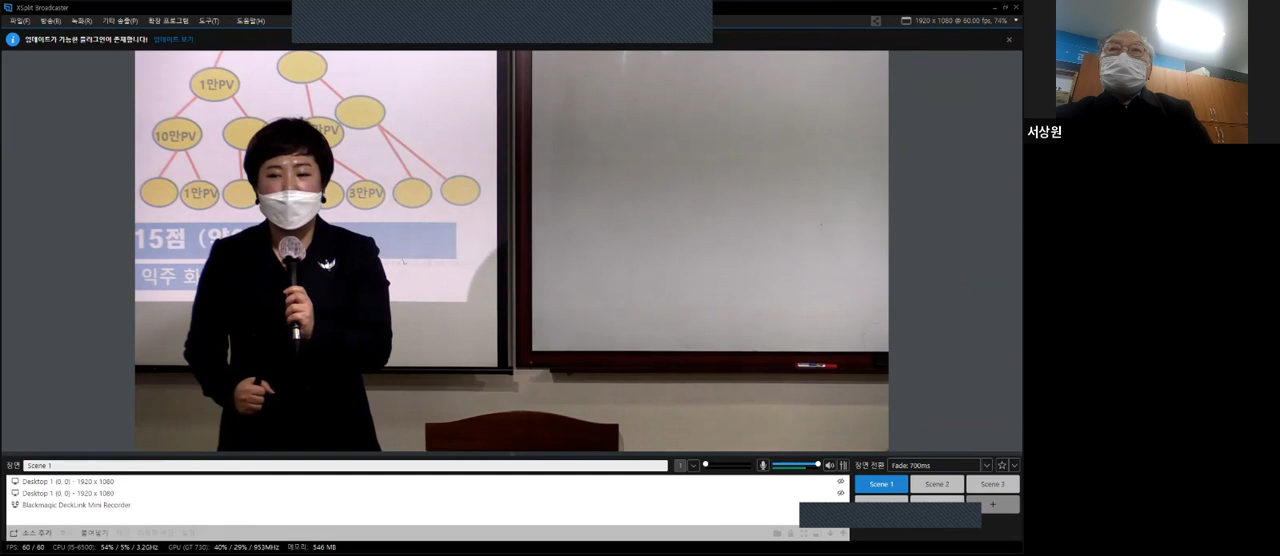 XSplit Broadcaster
파일(F) 방송(B) 녹화(R) 기타 송출(P) 확장 프로그램 도구(T) 도움말(H)
1920 x 1080 @ 60.00 fps, 74%
업데이트가 가능한 플러그인이 존재합니다! 업데이트 보기
1만PV
10만PV
만PV
1만PV
3만PV
15점
익주
서상원
장면 Scene 1
1
장면 전환 Fade: 700ms
Desktop 1 (0, 0) - 1920 x 1080
Desktop 1 (0, 0) - 1920 x 1080
Blackmagic DeckLink Mini Recorder
Scene 1 Scene 2 Scene 3
소스 추가 붙여넣기
FPS: 60 / 60 CPU (i5-6500): 54% / 5% / 3.2GHz GPU (GT 730): 40% / 29% / 953MHz 메모리: 546 MB